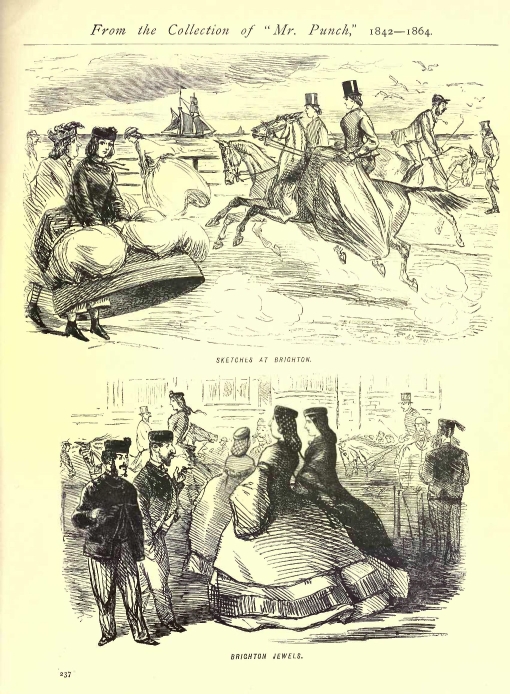 From the Collection of "Mr. Punch," 1842—1864.
SKETCHES AT BRIGHTON.
BRIGHTON JEWELS.
237